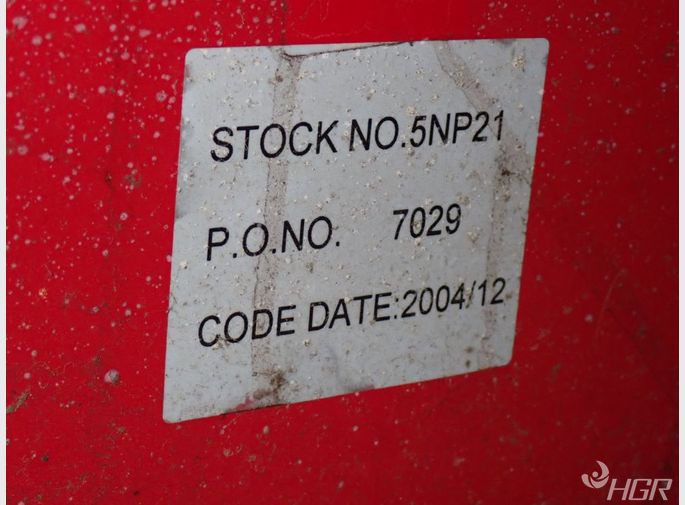 STOCK NO.5NP21
P.O.NO. 7029
CODE DATE:2004/12
HGR